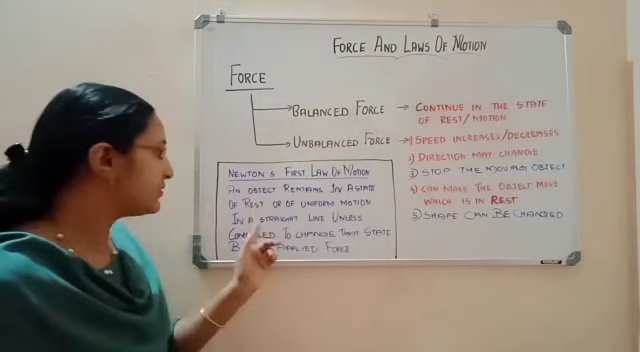 FORCE AND LAWS OF MOTION
FORCE
BALANCED FORCE → CONTINUE IN THE STATE
OF REST/MOTION
UNBALANCED FORCE → 1) SPEED INCREASES/DECREASES
2) DIRECTION MAY CHANGE
3) STOP THE MOVING OBJECT
4) CAN MAKE THE OBJECT MOVE
WHICH IS IN REST
5) SHAPE CAN BE CHANGED
NEWTON'S FIRST LAW OF MOTION
AN OBJECT REMAINS IN A STATE
OF REST OR OF UNIFORM MOTION
IN A STRAIGHT LINE UNLESS
TO CHANGE THAT STATE
APPLIED FORCE